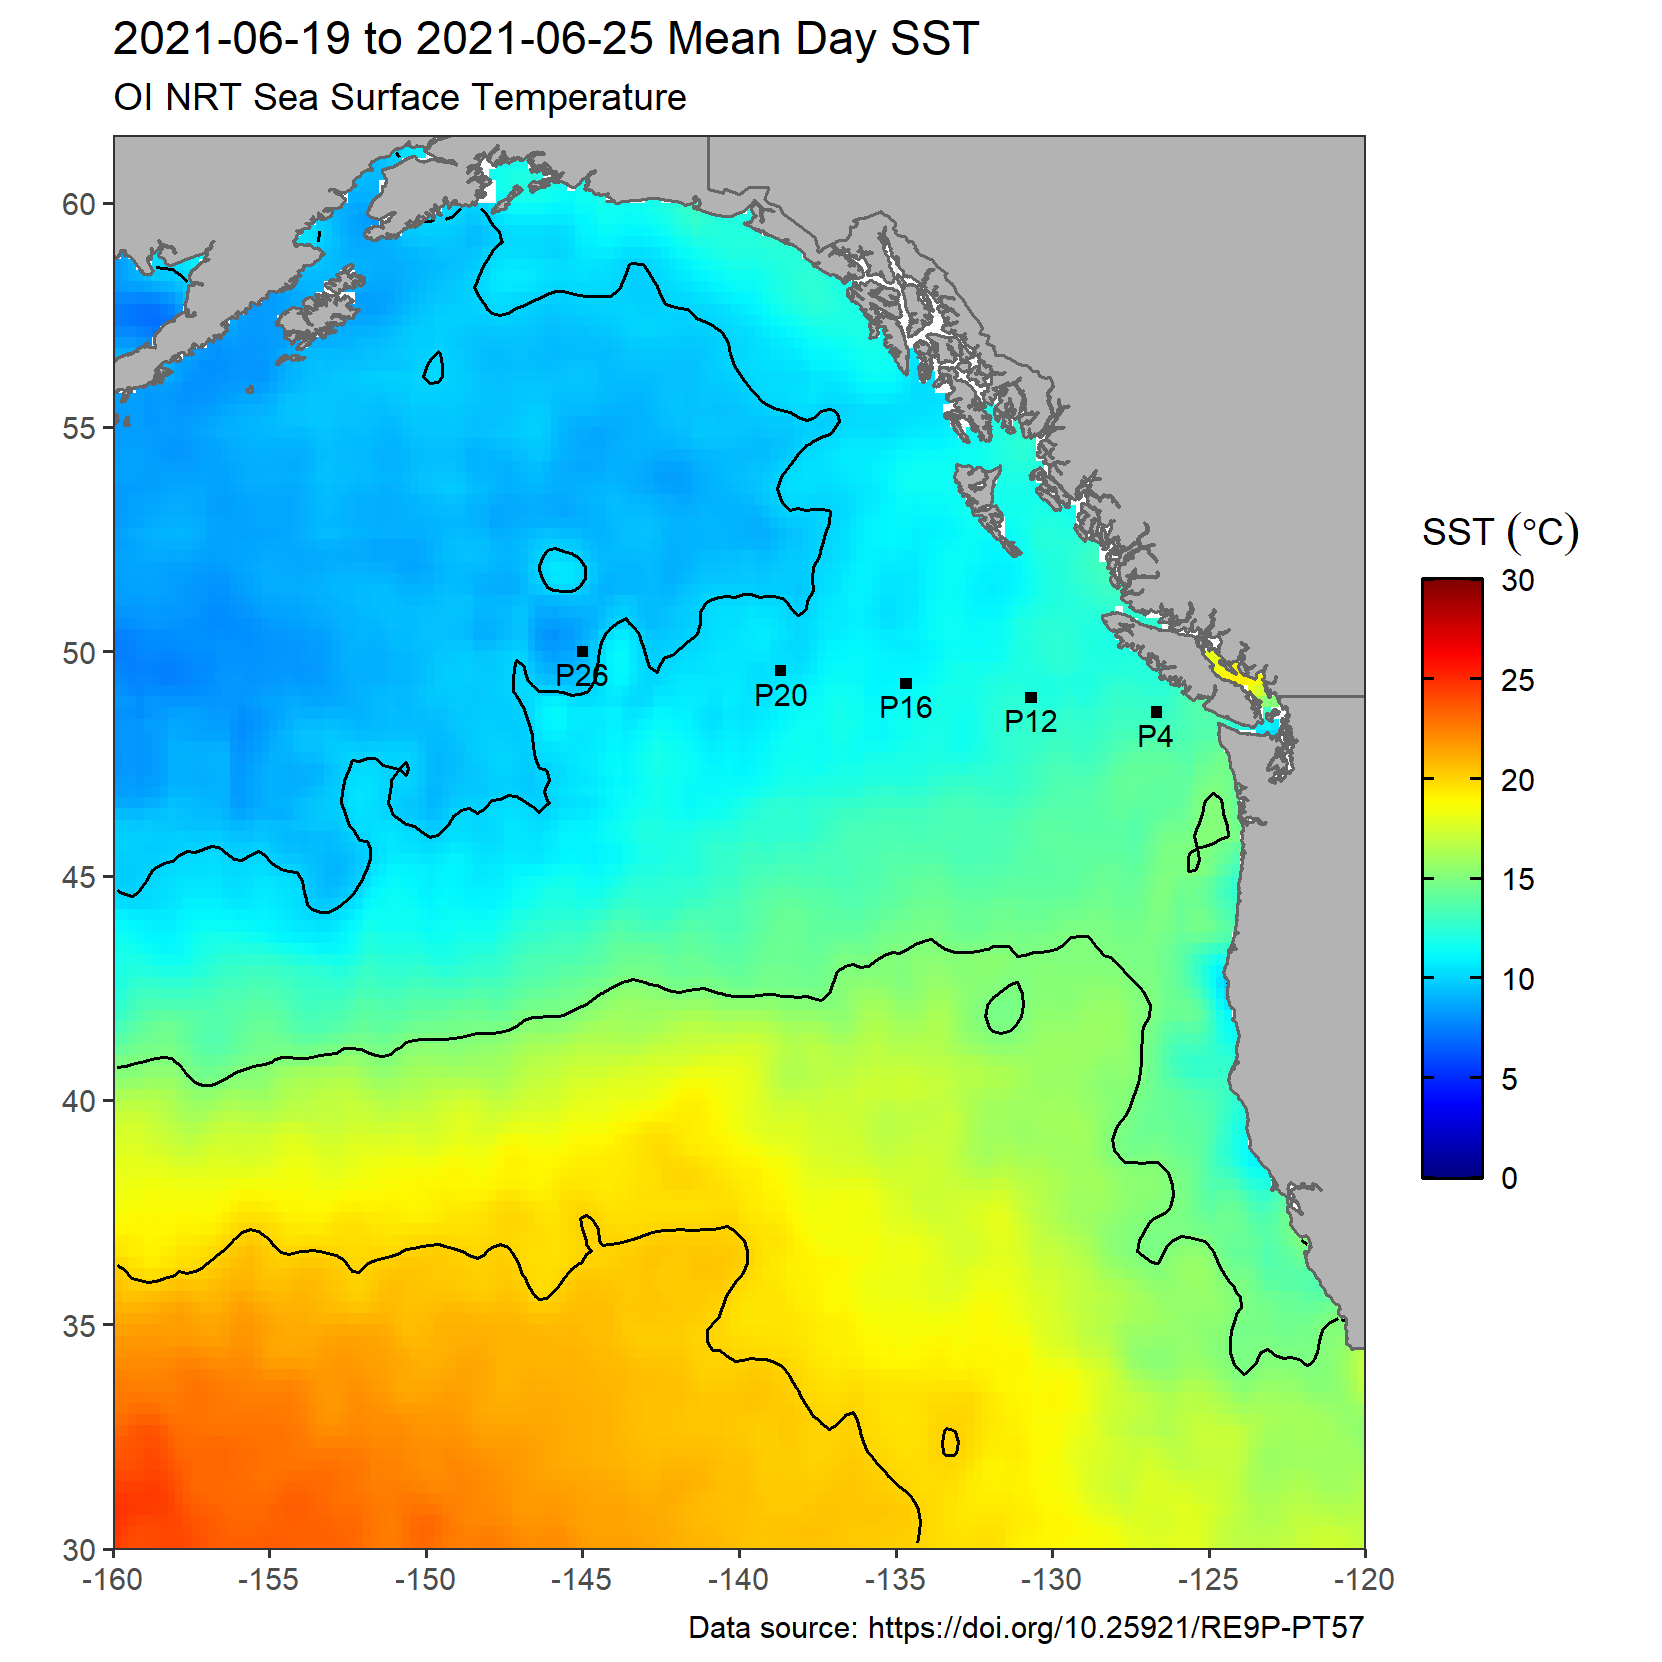 2021-06-19 to 2021-06-25 Mean Day SST
OI NRT Sea Surface Temperature
60
55
50
45
40
35
30
P26
P20
P16
P12
P4
-160
-155
-150
-145
-140
-135
-130
-125
-120
SST (°C)
30
25
20
15
10
5
0
Data source: https://doi.org/10.25921/RE9P-PT57